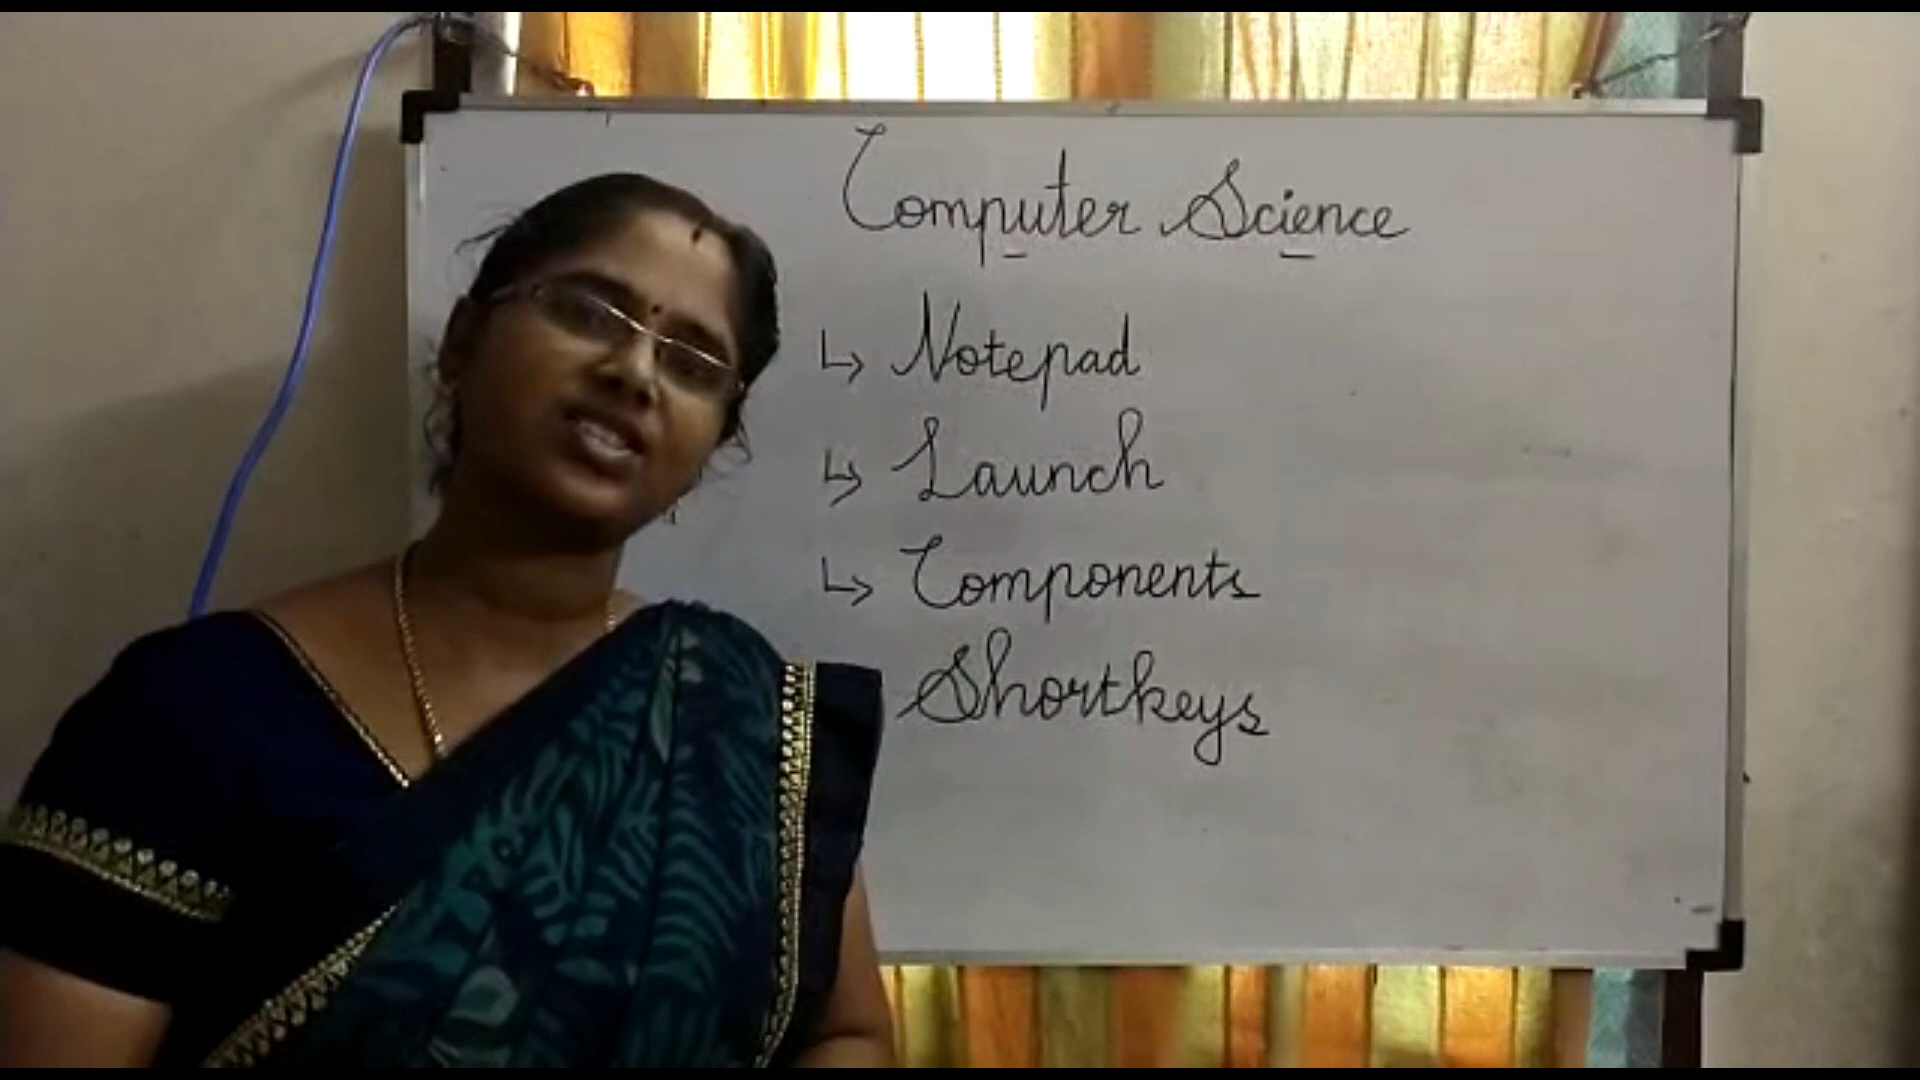 Computer Science
↳ Notepad
↳ Launch
↳ Components
Shortkeys